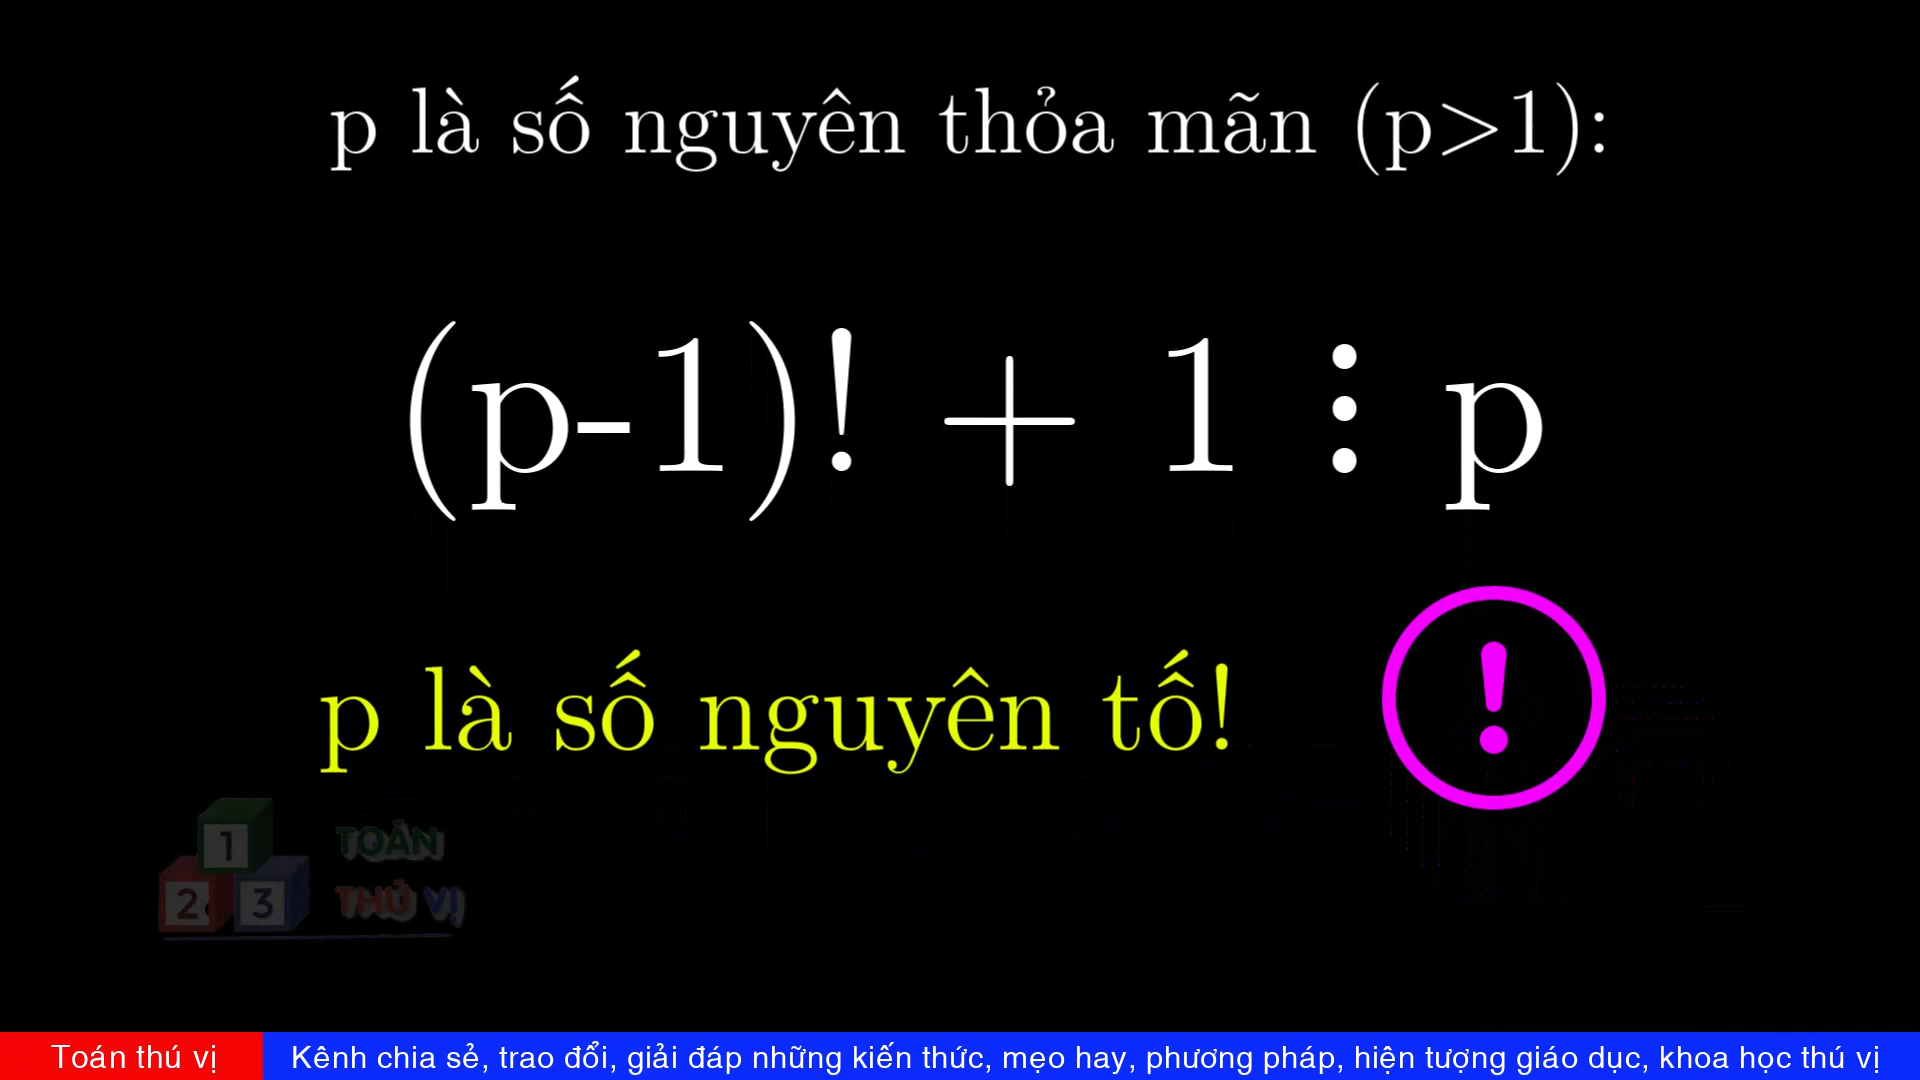 p là số nguyên thỏa mãn (p>1):
(p-1)! + 1 ⋮ p
p là số nguyên tố!
!
1
TOÁN
2 3
THÚ VỊ
Toán thú vị
Kênh chia sẻ, trao đổi, giải đáp những kiến thức, mẹo hay, phương pháp, hiện tượng giáo dục, khoa học thú vị